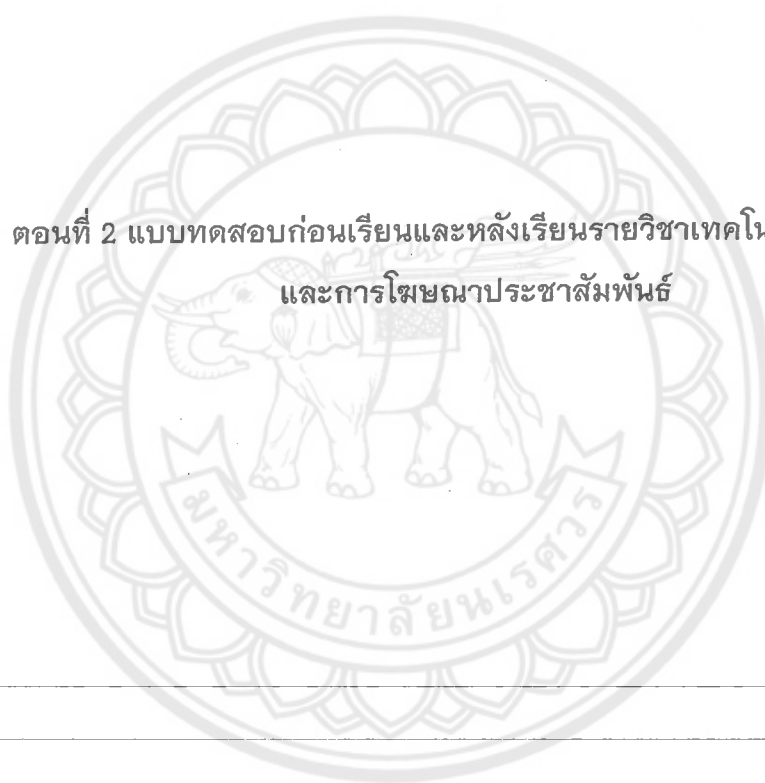 ตอนที่ 2 แบบทดสอบก่อนเรียนและหลังเรียนรายวิชาเทคโน
และการโฆษณาประชาสัมพันธ์
มหาวิทยาลัยนเรศวร